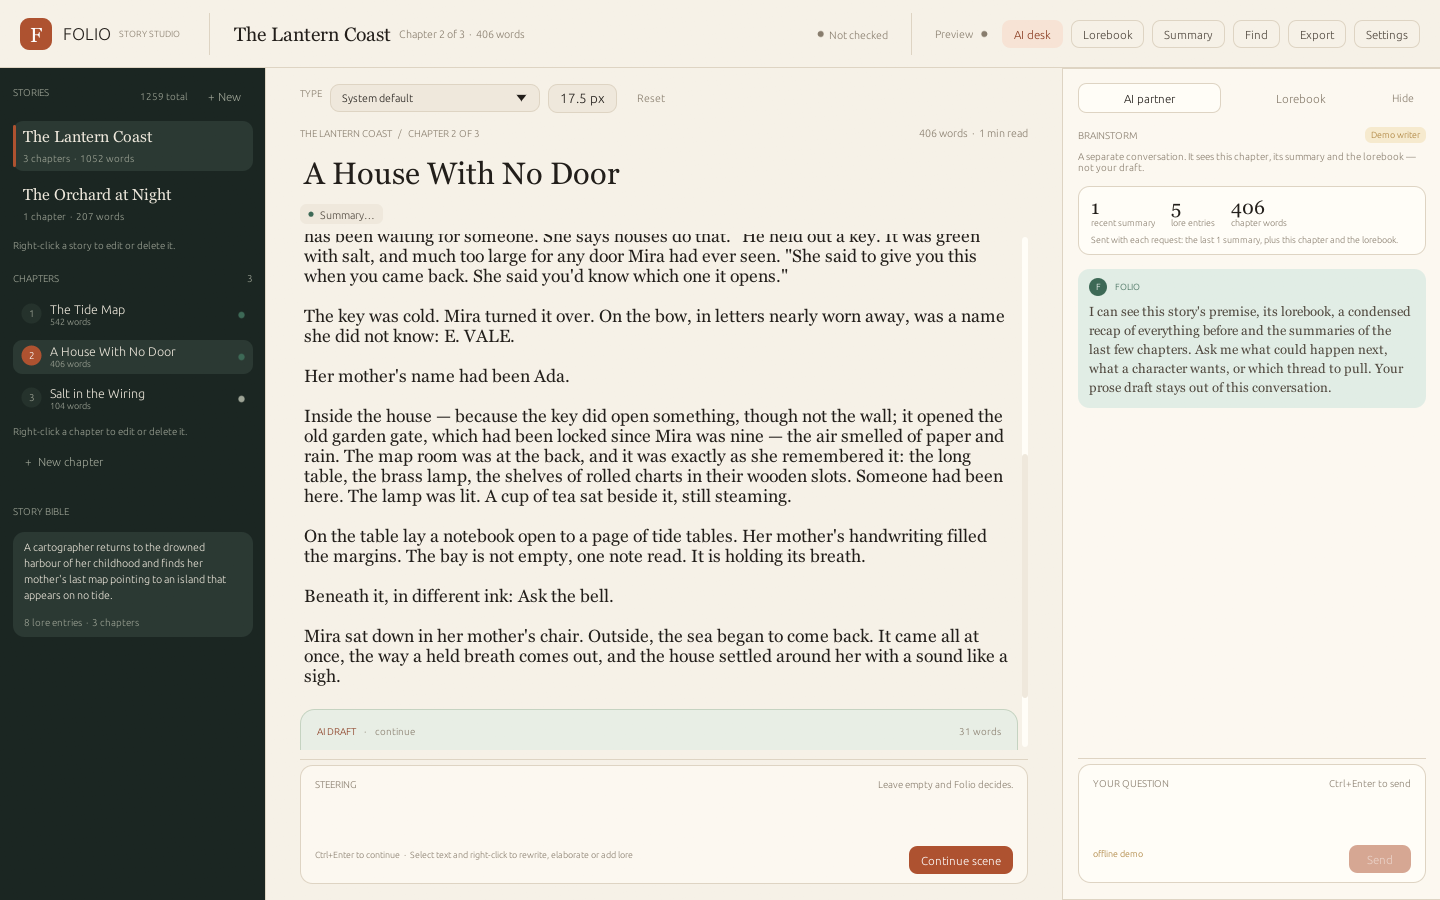 F FOLIO STORY STUDIO
The Lantern Coast Chapter 2 of 3 · 406 words
Not checked
Preview
AI desk
Lorebook
Summary
Find
Export
Settings
STORIES
1259 total
+ New
The Lantern Coast
3 chapters · 1052 words
The Orchard at Night
1 chapter · 207 words
Right-click a story to edit or delete it.
CHAPTERS 3
1 The Tide Map
542 words
2 A House With No Door
406 words
3 Salt in the Wiring
104 words
Right-click a chapter to edit or delete it.
+ New chapter
STORY BIBLE
A cartographer returns to the drowned
harbour of her childhood and finds her
mother's last map pointing to an island that
appears on no tide.
8 lore entries · 3 chapters
TYPE
System default
17.5 px
Reset
THE LANTERN COAST / CHAPTER 2 OF 3
406 words · 1 min read
A House With No Door
Summary...
has been waiting for someone. She says houses do that." He held out a key. It was green
with salt, and much too large for any door Mira had ever seen. "She said to give you this
when you came back. She said you'd know which one it opens."
The key was cold. Mira turned it over. On the bow, in letters nearly worn away, was a name
she did not know: E. VALE.
Her mother's name had been Ada.
Inside the house — because the key did open something, though not the wall; it opened the
old garden gate, which had been locked since Mira was nine — the air smelled of paper and
rain. The map room was at the back, and it was exactly as she remembered it: the long
table, the brass lamp, the shelves of rolled charts in their wooden slots. Someone had been
here. The lamp was lit. A cup of tea sat beside it, still steaming.
On the table lay a notebook open to a page of tide tables. Her mother's handwriting filled
the margins. The bay is not empty, one note read. It is holding its breath.
Beneath it, in different ink: Ask the bell.
Mira sat down in her mother's chair. Outside, the sea began to come back. It came all at
once, the way a held breath comes out, and the house settled around her with a sound like a
sigh.
AI DRAFT · continue
31 words
STEERING
Leave empty and Folio decides.
Ctrl+Enter to continue · Select text and right-click to rewrite, elaborate or add lore
Continue scene
AI partner
Lorebook
Hide
BRAINSTORM
Demo writer
A separate conversation. It sees this chapter, its summary and the lorebook —
not your draft.
1 5 406
recent summary lore entries chapter words
Sent with each request: the last 1 summary, plus this chapter and the lorebook.
F FOLIO
I can see this story's premise, its lorebook, a condensed
recap of everything before and the summaries of the
last few chapters. Ask me what could happen next,
what a character wants, or which thread to pull. Your
prose draft stays out of this conversation.
YOUR QUESTION
Ctrl+Enter to send
offline demo
Send